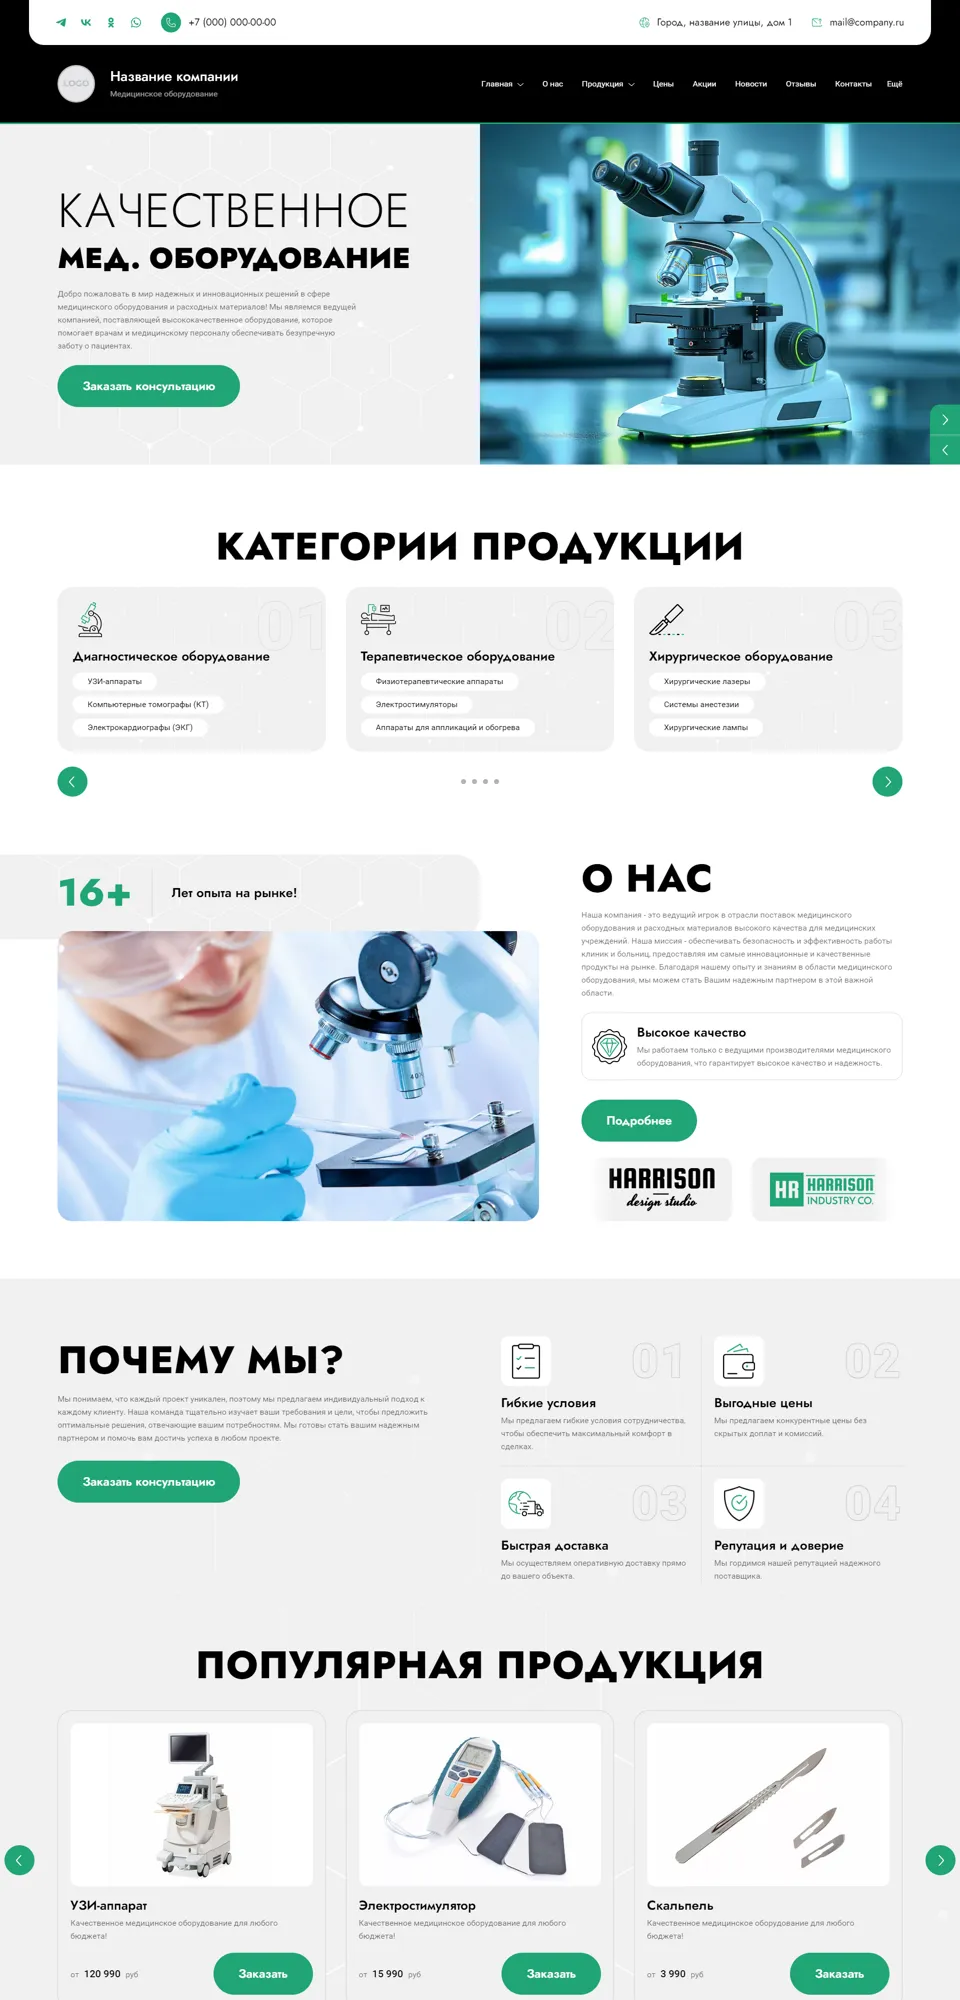 +7 (000) 000-00-00
Город, название улицы, дом 1
mail@company.ru
LOGO
Название компании
Медицинское оборудование
Главная
О нас
Продукция
Цены
Акции
Новости
Отзывы
Контакты
Ещё
КАЧЕСТВЕННОЕ
МЕД. ОБОРУДОВАНИЕ
Добро пожаловать в мир надежных и инновационных решений в сфере
медицинского оборудования и расходных материалов! Мы являемся ведущей
компанией, поставляющей высококачественное оборудование, которое
помогает врачам и медицинскому персоналу обеспечивать безупречную
заботу о пациентах.
Заказать консультацию
КАТЕГОРИИ ПРОДУКЦИИ
01
Диагностическое оборудование
УЗИ-аппараты
Компьютерные томографы (КТ)
Электрокардиографы (ЭКГ)
02
Терапевтическое оборудование
Физиотерапевтические аппараты
Электростимуляторы
Аппараты для аппликаций и обогрева
03
Хирургическое оборудование
Хирургические лазеры
Системы анестезии
Хирургические лампы
16+
Лет опыта на рынке!
О НАС
Наша компания - это ведущий игрок в отрасли поставок медицинского
оборудования и расходных материалов высокого качества для медицинских
учреждений. Наша миссия - обеспечивать безопасность и эффективность работы
клиник и больниц, предоставляя им самые инновационные и качественные
продукты на рынке. Благодаря нашему опыту и знаниям в области медицинского
оборудования, мы можем стать Вашим надежным партнером в этой важной
области.
Высокое качество
Мы работаем только с ведущими производителями медицинского
оборудования, что гарантирует высокое качество и надежность.
Подробнее
HARRISON
design studio
HR HARRISON
INDUSTRY CO.
ПОЧЕМУ МЫ?
Мы понимаем, что каждый проект уникален, поэтому мы предлагаем индивидуальный подход к
каждому клиенту. Наша команда тщательно изучает ваши требования и цели, чтобы предложить
оптимальные решения, отвечающие вашим потребностям. Мы готовы стать вашим надежным
партнером и помочь вам достичь успеха в любом проекте.
Заказать консультацию
01
Гибкие условия
Мы предлагаем гибкие условия сотрудничества,
чтобы обеспечить максимальный комфорт в
сделках.
02
Выгодные цены
Мы предлагаем конкурентные цены без
скрытых доплат и комиссий.
03
Быстрая доставка
Мы осуществляем оперативную доставку прямо
до вашего объекта.
04
Репутация и доверие
Мы гордимся нашей репутацией надежного
поставщика.
ПОПУЛЯРНАЯ ПРОДУКЦИЯ
УЗИ-аппарат
Качественное медицинское оборудование для любого
бюджета!
от 120 990 руб
Заказать
Электростимулятор
Качественное медицинское оборудование для любого
бюджета!
от 15 990 руб
Заказать
Скальпель
Качественное медицинское оборудование для любого
бюджета!
от 3 990 руб
Заказать